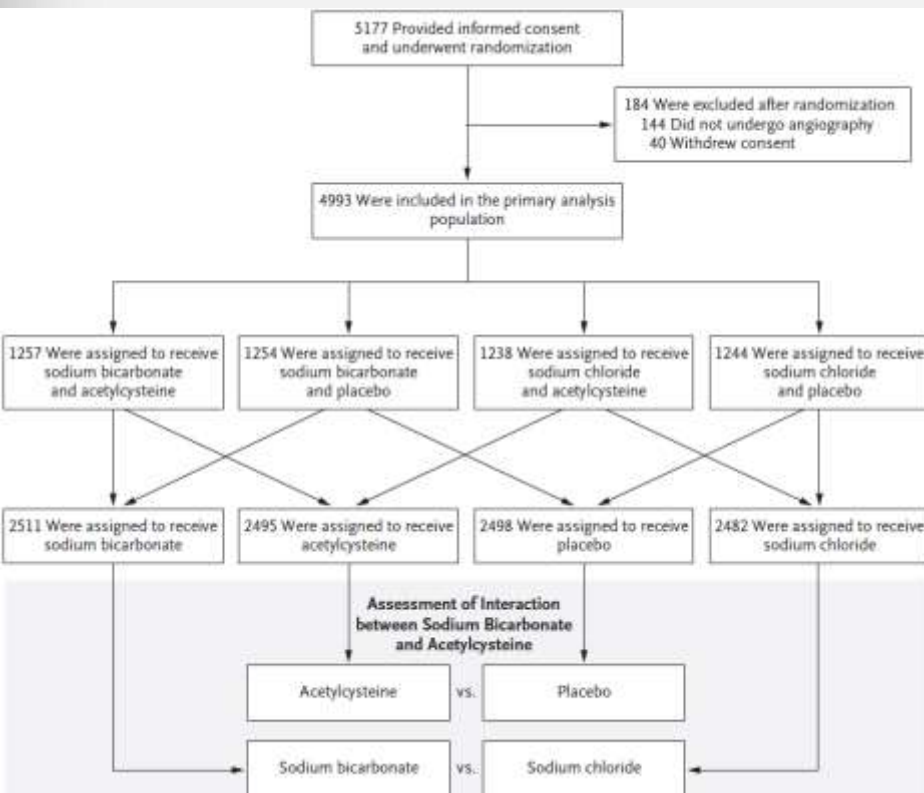 5177 Provided informed consent
and underwent randomization
184 Were excluded after randomization
144 Did not undergo angiography
40 Withdrew consent
4993 Were included in the primary analysis
population
1257 Were assigned to receive
sodium bicarbonate
and acetylcysteine
1254 Were assigned to receive
sodium bicarbonate
and placebo
1238 Were assigned to receive
sodium chloride
and acetylcysteine
1244 Were assigned to receive
sodium chloride
and placebo
2511 Were assigned to receive
sodium bicarbonate
2495 Were assigned to receive
acetylcysteine
2498 Were assigned to receive
placebo
2482 Were assigned to receive
sodium chloride
Assessment of Interaction
between Sodium Bicarbonate
and Acetylcysteine
Acetylcysteine vs. Placebo
Sodium bicarbonate vs. Sodium chloride